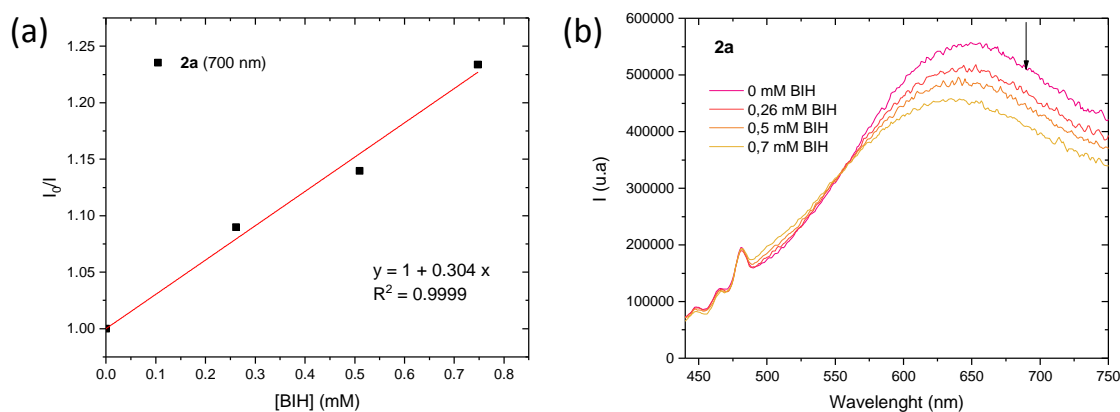 (a)
2a (700 nm)
I0/I
1.25
1.20
1.15
1.10
1.05
1.00
y = 1 + 0.304 x
R2 = 0.9999
0.0 0.1 0.2 0.3 0.4 0.5 0.6 0.7 0.8
[BIH] (mM)
(b)
2a
0 mM BIH
0,26 mM BIH
0,5 mM BIH
0,7 mM BIH
I (u.a)
600000
500000
400000
300000
200000
100000
0
450 500 550 600 650 700 750
Wavelenght (nm)